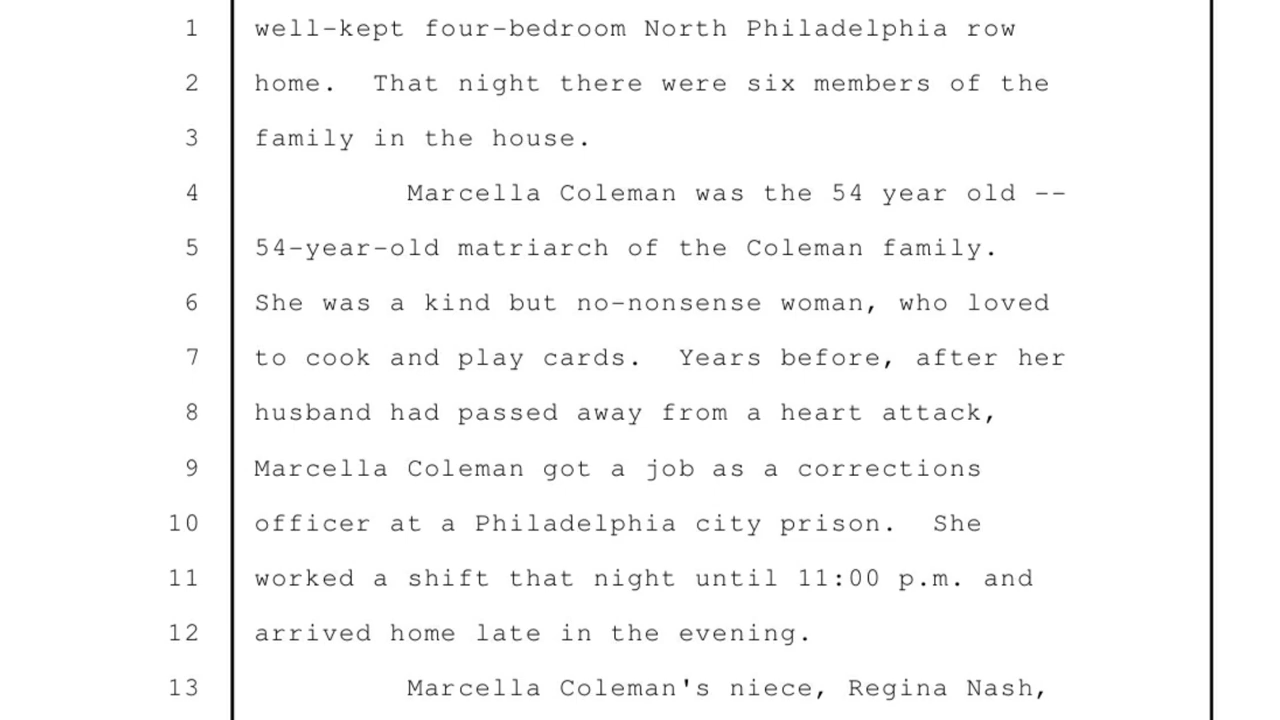 1 well-kept four-bedroom North Philadelphia row
2 home. That night there were six members of the
3 family in the house.
4 Marcella Coleman was the 54 year old --
5 54-year-old matriarch of the Coleman family.
6 She was a kind but no-nonsense woman, who loved
7 to cook and play cards. Years before, after her
8 husband had passed away from a heart attack,
9 Marcella Coleman got a job as a corrections
10 officer at a Philadelphia city prison. She
11 worked a shift that night until 11:00 p.m. and
12 arrived home late in the evening.
13 Marcella Coleman's niece, Regina Nash,